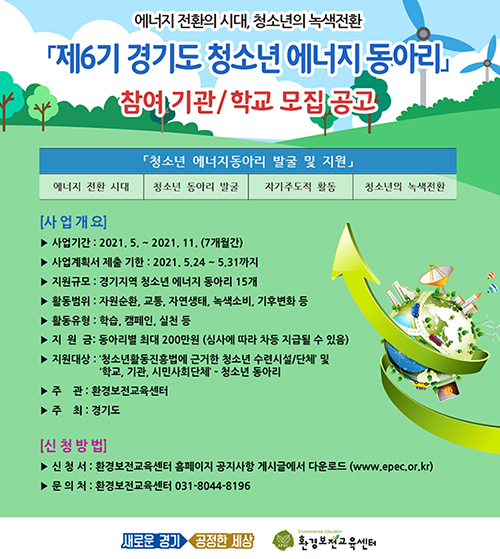 에너지 전환의 시대, 청소년의 녹색전환
「제6기 경기도 청소년 에너지 동아리」
참여 기관/학교 모집 공고
「청소년 에너지동아리 발굴 및 지원」
에너지 전환 시대 청소년 동아리 발굴 자기주도적 활동 청소년의 녹색전환
[사업개요]
▶ 사업기간 : 2021. 5. ~ 2021. 11. (7개월간)
▶ 사업계획서 제출 기한 : 2021. 5.24 ~ 5.31까지
▶ 지원규모 : 경기지역 청소년 에너지 동아리 15개
▶ 활동범위 : 자원순환, 교통, 자연생태, 녹색소비, 기후변화 등
▶ 활동유형 : 학습, 캠페인, 실천 등
▶ 지 원 금: 동아리별 최대 200만원 (심사에 따라 차등 지급될 수 있음)
▶ 지원대상 : '청소년활동진흥법에 근거한 청소년 수련시설/단체' 및
'학교, 기관, 시민사회단체' - 청소년 동아리
▶ 주 관 : 환경보전교육센터
▶ 주 최 : 경기도
[신청방법]
▶ 신 청 서 : 환경보전교육센터 홈페이지 공지사항 게시글에서 다운로드 (www.epec.or.kr)
▶ 문 의 처 : 환경보전교육센터 031-8044-8196
새로운 경기 공정한 세상
Environmental Education
환경보전교육센터